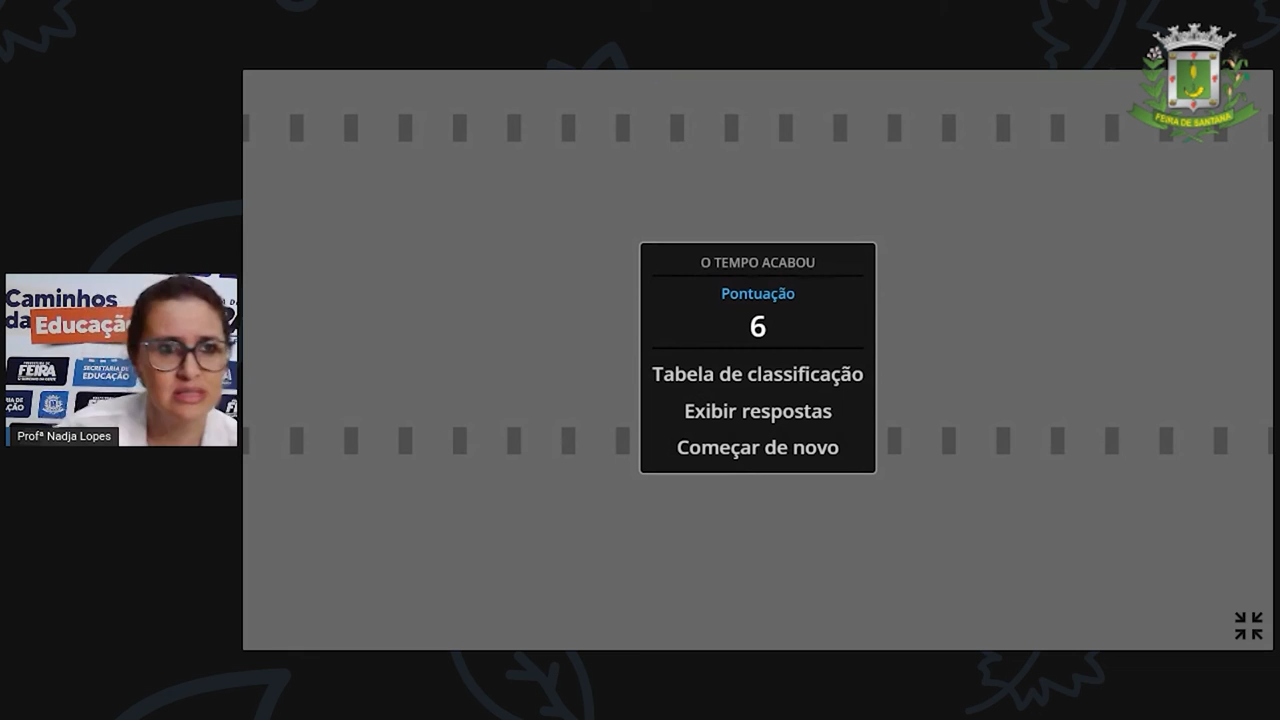 FEIRA DE SANTANA
O TEMPO ACABOU
Pontuação
6
Tabela de classificação
Exibir respostas
Começar de novo
Caminhos
da Educaçã
FEIRA
SECRETARIA DE
EDUCAÇÃO
Profª Nadja Lopes